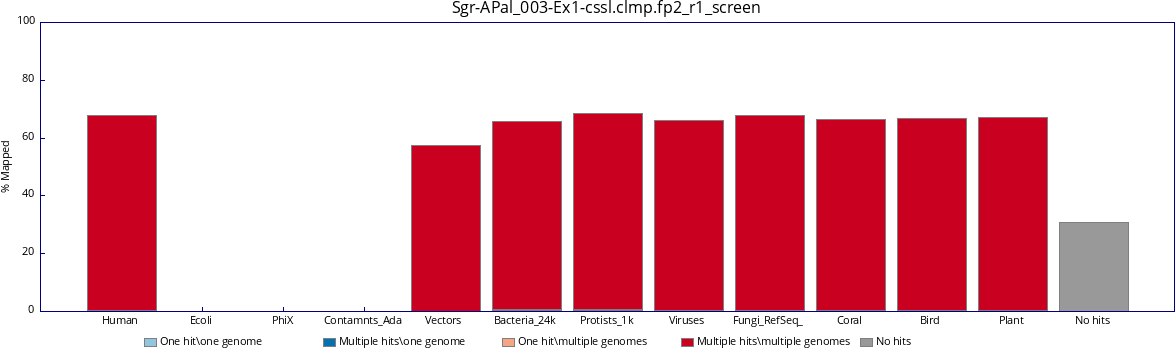 Sgr-APal_003-Ex1-cssl.clmp.fp2_r1_screen
100
80
60
40
20
0
% Mapped
Human Ecoli PhiX Contamnts_Ada Vectors Bacteria_24k Protists_1k Viruses Fungi_RefSeq_ Coral Bird Plant No hits
One hit\one genome Multiple hits\one genome One hit\multiple genomes Multiple hits\multiple genomes No hits